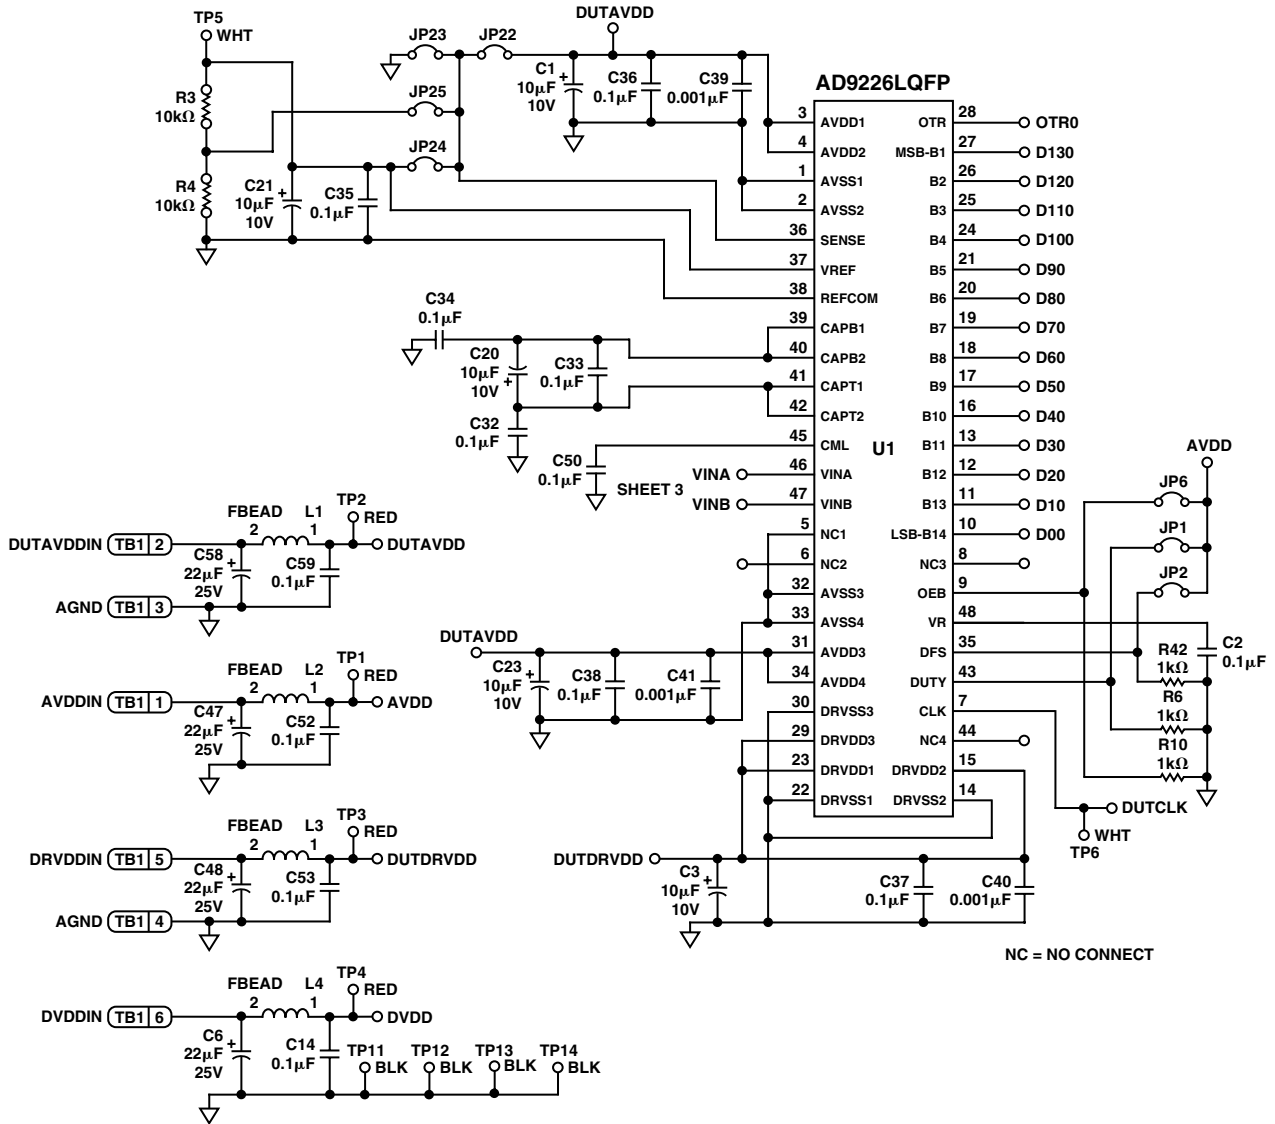 TP5
WHT
R3
10kΩ
R4
10kΩ
C21
+
10µF
10V
C35
0.1µF
JP23
JP22
JP25
JP24
DUTAVDD
C1
+
10µF
10V
C36
0.1µF
C39
0.001µF
AD9226LQFP
U1
3 AVDD1
4 AVDD2
1 AVSS1
2 AVSS2
36 SENSE
37 VREF
38 REFCOM
39 CAPB1
40 CAPB2
41 CAPT1
42 CAPT2
45 CML
46 VINA
47 VINB
5 NC1
6 NC2
32 AVSS3
33 AVSS4
31 AVDD3
34 AVDD4
30 DRVSS3
29 DRVDD3
23 DRVDD1
22 DRVSS1
OTR 28 OTR0
MSB-B1 27 D130
B2 26 D120
B3 25 D110
B4 24 D100
B5 21 D90
B6 20 D80
B7 19 D70
B8 18 D60
B9 17 D50
B10 16 D40
B11 13 D30
B12 12 D20
B13 11 D10
LSB-B14 10 D00
NC3 8
OEB 9
VR 48
DFS 35
DUTY 43
CLK 7
NC4 44
DRVDD2 15
DRVSS2 14
C34
0.1µF
C20
10µF
10V
+
C33
0.1µF
C32
0.1µF
C50
0.1µF
SHEET 3
VINA
VINB
AVDD
JP6
JP1
JP2
C2
0.1µF
R42
1kΩ
R6
1kΩ
R10
1kΩ
DUTCLK
WHT
TP6
DUTAVDD
C23
+
10µF
10V
C38
0.1µF
C41
0.001µF
DUTDRVDD
C3
+
10µF
10V
C37
0.1µF
C40
0.001µF
NC = NO CONNECT
DUTAVDDIN TB1 2
FBEAD L1
2 1
TP2
RED
DUTAVDD
C58
+
22µF
25V
C59
0.1µF
AGND TB1 3
AVDDIN TB1 1
FBEAD L2
2 1
TP1
RED
AVDD
C47
+
22µF
25V
C52
0.1µF
DRVDDIN TB1 5
FBEAD L3
2 1
TP3
RED
DUTDRVDD
C48
+
22µF
25V
C53
0.1µF
AGND TB1 4
DVDDIN TB1 6
FBEAD L4
2 1
TP4
RED
DVDD
C6
+
22µF
25V
C14
0.1µF
TP11
BLK
TP12
BLK
TP13
BLK
TP14
BLK